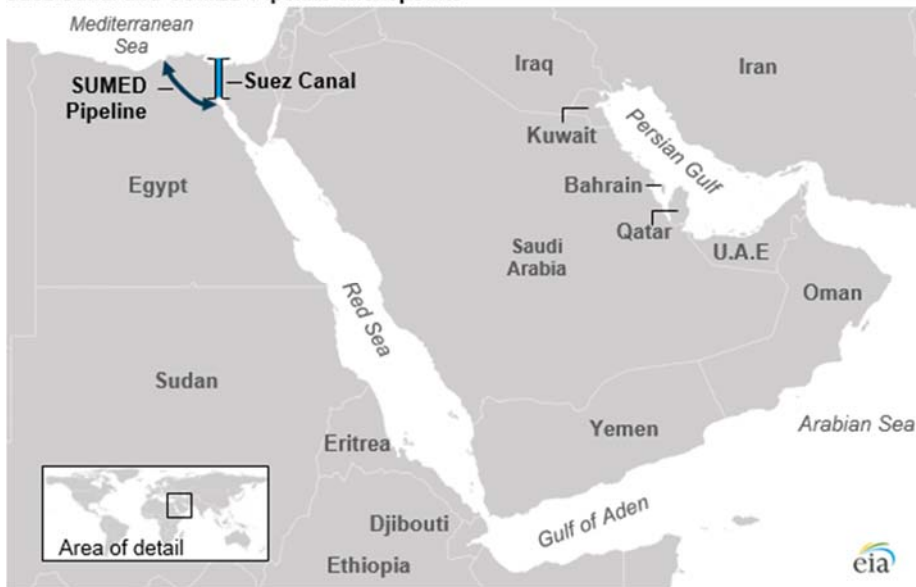 Mediterranean
Sea
SUMED
Pipeline
Suez Canal
Iraq
Iran
Kuwait
Persian Gulf
Bahrain
Egypt
Qatar
Saudi
Arabia
U.A.E
Oman
Red Sea
Sudan
Yemen
Arabian Sea
Eritrea
Gulf of Aden
Djibouti
Ethiopia
Area of detail
eia